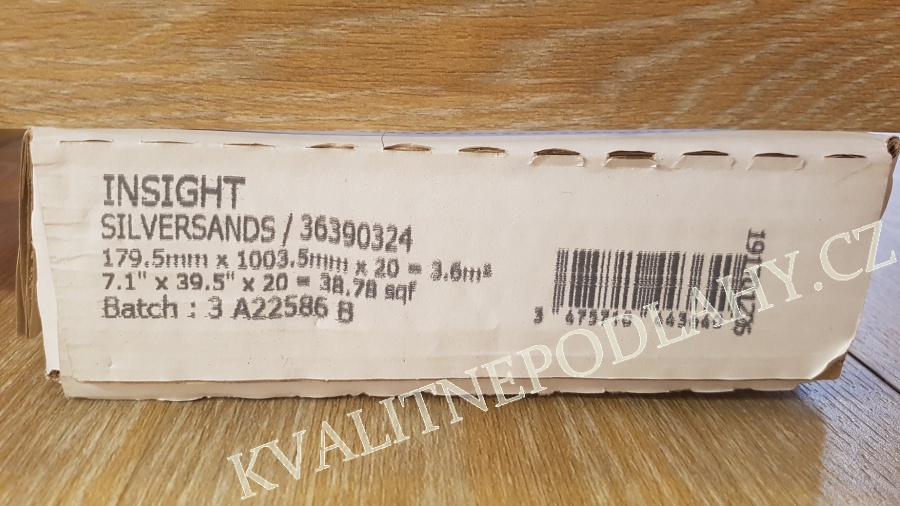 INSIGHT
SILVERSANDS / 36390324
179.5mm x 1003.5mm x 20 = 3.6m²
7.1" x 39.5" x 20 = 38.78 sqf
Batch : 3 A22586 B
KVALITNEPODLAHY.CZ